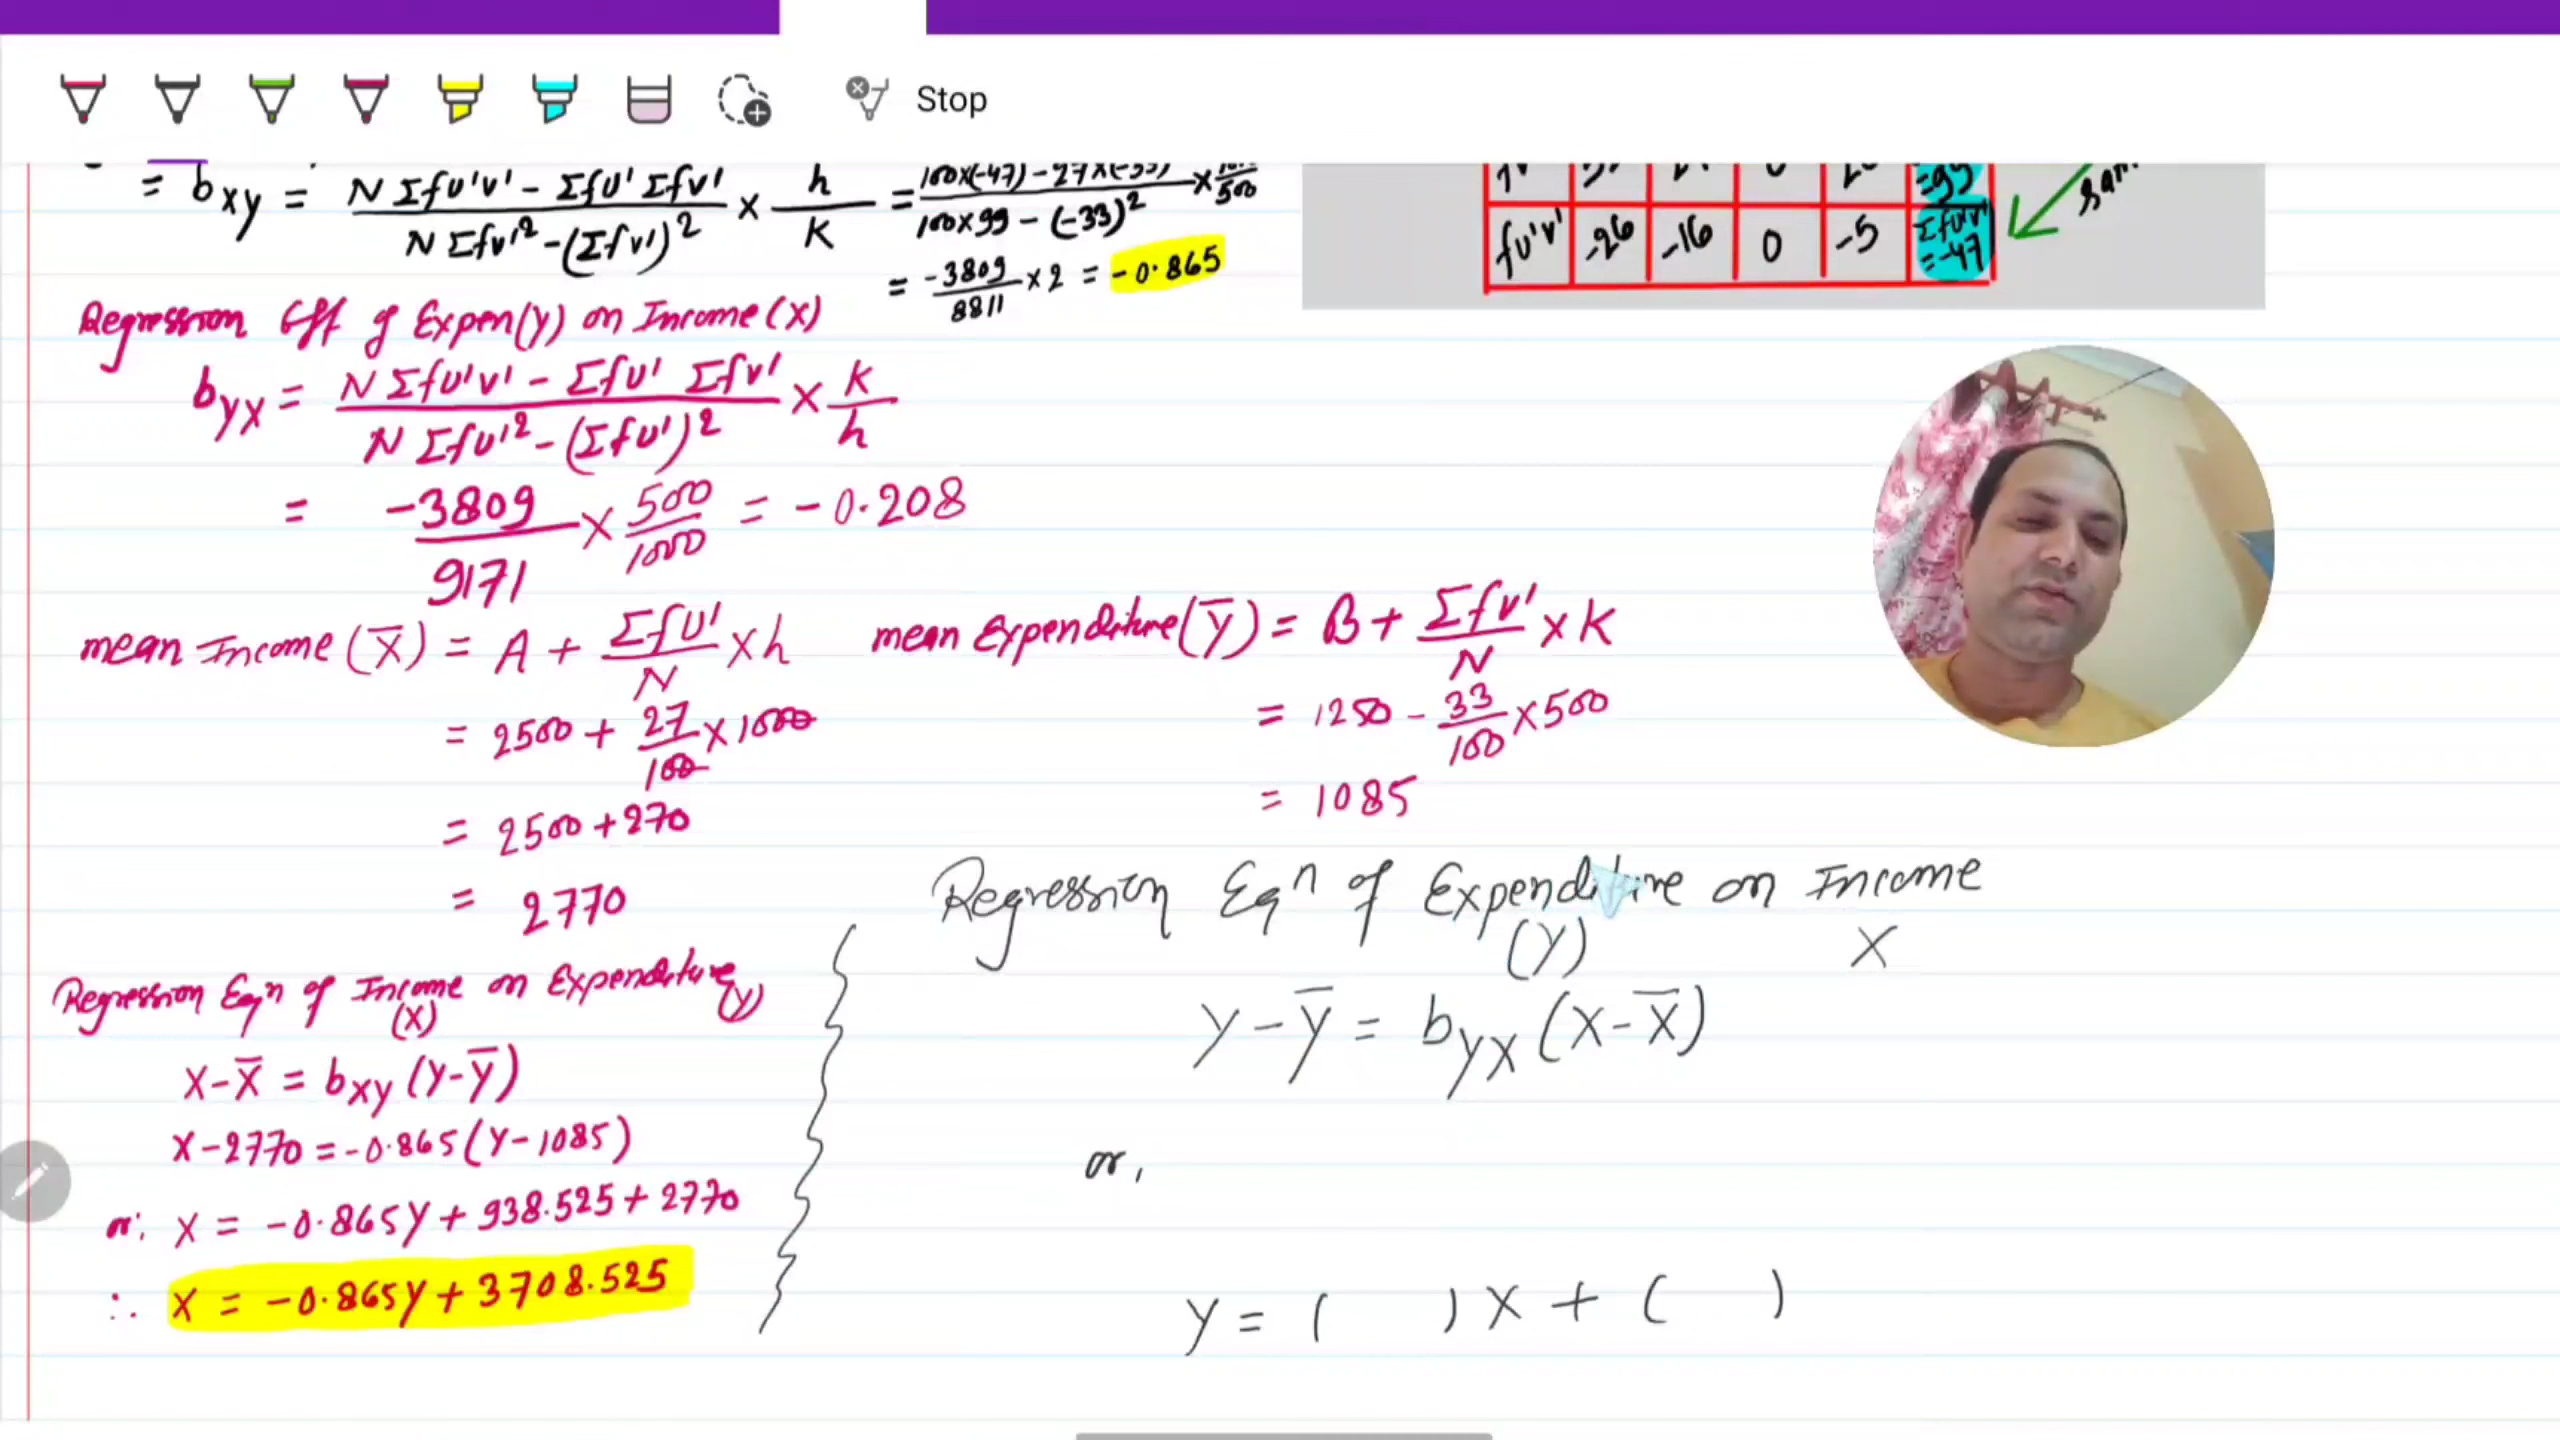 Stop
= bxy = NΣfu'v' - Σfu' Σfv' / NΣfv'² - (Σfv')² × h/K = 100×(-47) - 27×(-33) / 100×99 - (-33)² × /500
= -3809/8811 × 2 = -0.865
=99
fu'v' -26 -16 0 -5 Σfu'v' = -47
Regression Coff of Expen(Y) on Income(X)
byx = NΣfu'v' - Σfu' Σfv' / NΣfu'² - (Σfu')² × K/h
= -3809/9171 × 500/1000 = -0.208
mean Income (X̅) = A + Σfu'/N × h
mean Expenditure (Y̅) = B + Σfv'/N × K
= 2500 + 27/100 × 1000
= 1250 - 33/100 × 500
= 2500 + 270
= 1085
= 2770
Regression Eqⁿ of Income on Expenditure
(X) (Y)
X - X̅ = bxy (Y - Y̅)
X - 2770 = -0.865 (Y - 1085)
or, X = -0.865Y + 938.525 + 2770
∴ X = -0.865Y + 3708.525
Regression Eqⁿ of Expenditure on Income
(Y) X
Y - Y̅ = byx (X - X̅)
or,
Y = ( ) X + ( )